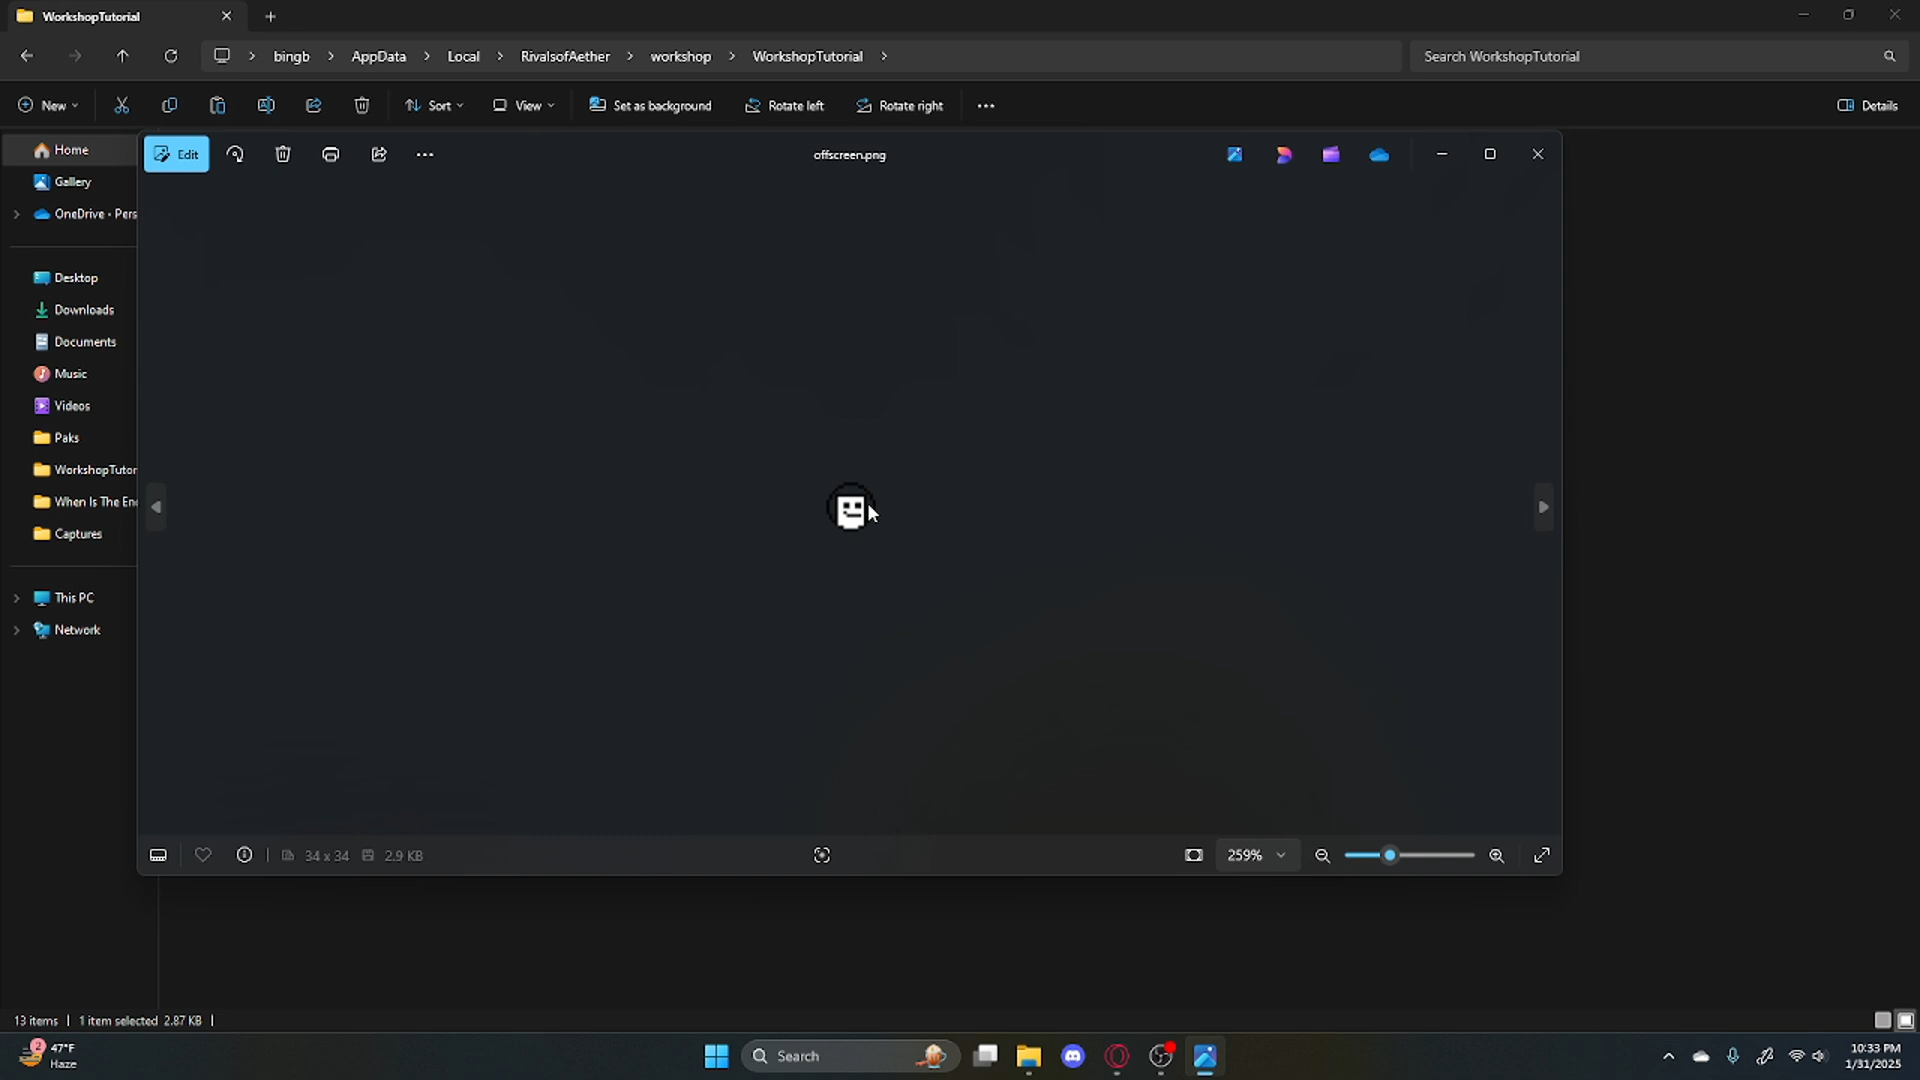 WorkshopTutorial
bingb > AppData > Local > RivalsofAether > workshop > WorkshopTutorial >
Search WorkshopTutorial
New
Sort
View
Set as background
Rotate left
Rotate right
Details
Home
Edit
offscreen.png
Gallery
OneDrive - Pers
Desktop
Downloads
Documents
Music
Videos
Paks
WorkshopTutor
When Is The En
Captures
This PC
Network
34 x 34
2.9 KB
259%
13 items | 1 item selected 2.87 KB |
2
47°F
Haze
Search
10:33 PM
1/31/2025